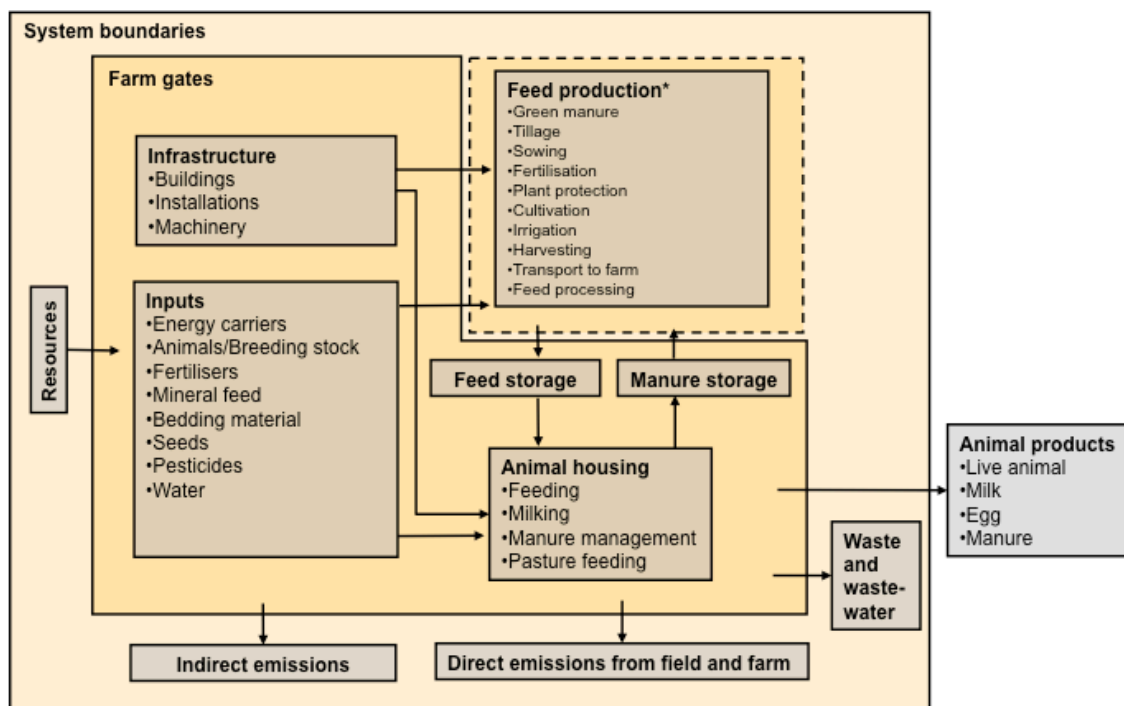 System boundaries
Farm gates
Infrastructure
•Buildings
•Installations
•Machinery
Feed production*
•Green manure
•Tillage
•Sowing
•Fertilisation
•Plant protection
•Cultivation
•Irrigation
•Harvesting
•Transport to farm
•Feed processing
Resources
Inputs
•Energy carriers
•Animals/Breeding stock
•Fertilisers
•Mineral feed
•Bedding material
•Seeds
•Pesticides
•Water
Feed storage
Manure storage
Animal housing
•Feeding
•Milking
•Manure management
•Pasture feeding
Animal products
•Live animal
•Milk
•Egg
•Manure
Waste
and
waste-
water
Indirect emissions
Direct emissions from field and farm